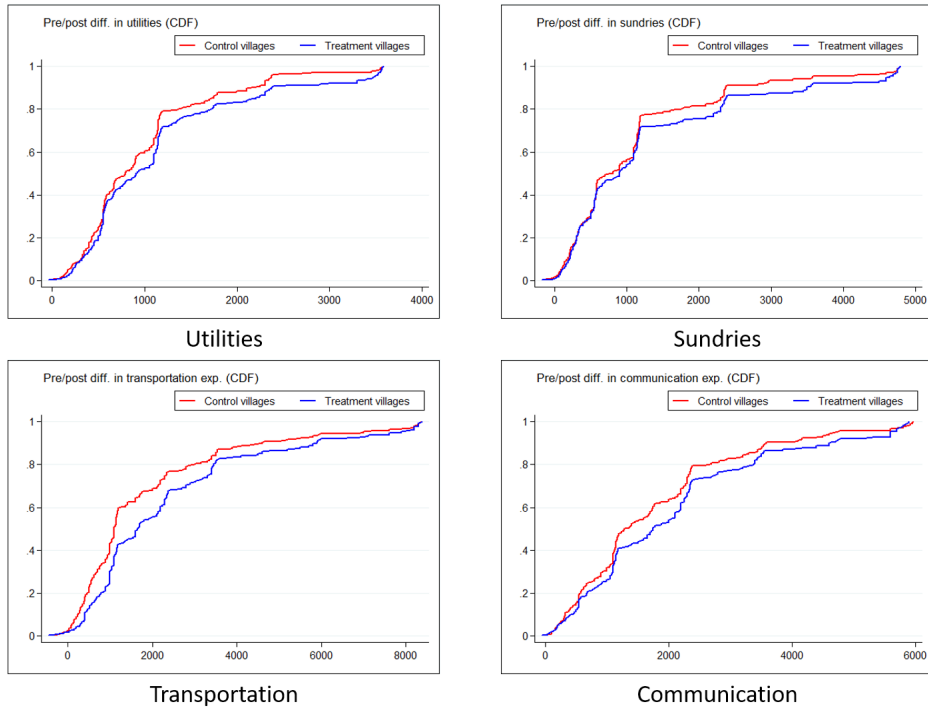 Pre/post diff. in utilities (CDF)
Control villages Treatment villages
1
.8
.6
.4
.2
0
0 1000 2000 3000 4000
Utilities
Pre/post diff. in sundries (CDF)
Control villages Treatment villages
1
.8
.6
.4
.2
0
0 1000 2000 3000 4000 5000
Sundries
Pre/post diff. in transportation exp. (CDF)
Control villages Treatment villages
1
.8
.6
.4
.2
0
0 2000 4000 6000 8000
Transportation
Pre/post diff. in communication exp. (CDF)
Control villages Treatment villages
1
.8
.6
.4
.2
0
0 2000 4000 6000
Communication